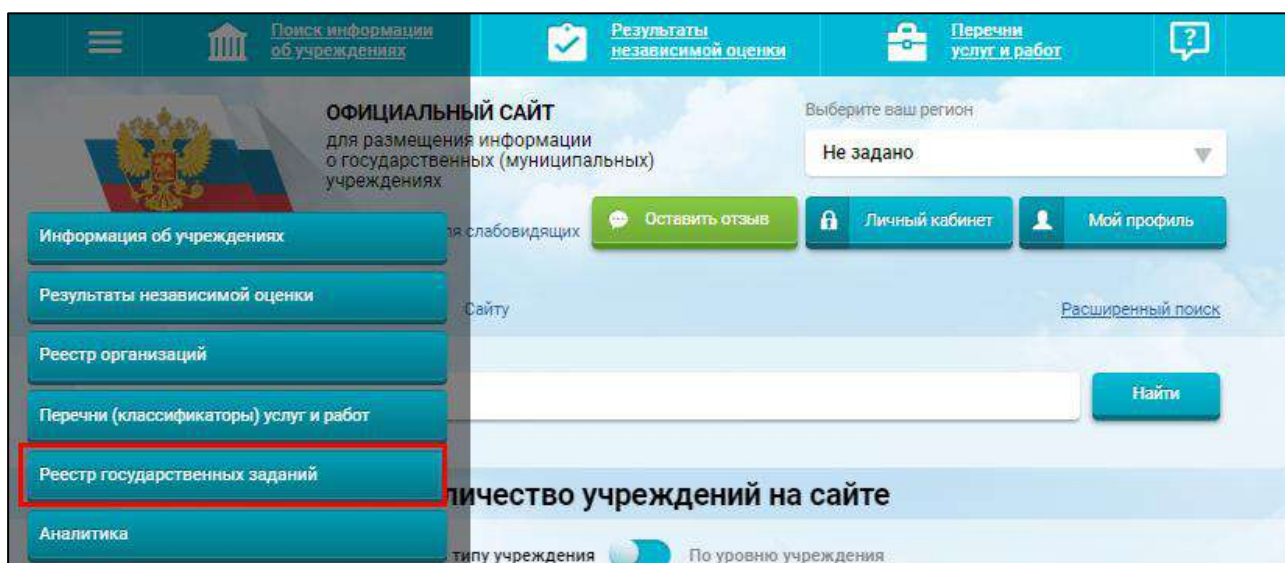 Поиск информации
об учреждениях
Результаты
независимой оценки
Перечни
услуг и работ
?
ОФИЦИАЛЬНЫЙ САЙТ
для размещения информации
о государственных (муниципальных)
учреждениях
Выберите ваш регион
Не задано
слабовидящих
Оставить отзыв
Личный кабинет
Мой профиль
Информация об учреждениях
Результаты независимой оценки
Сайту
Расширенный поиск
Реестр организаций
Найти
Перечни (классификаторы) услуг и работ
Реестр государственных заданий
личество учреждений на сайте
Аналитика
типу учреждения
По уровню учреждения